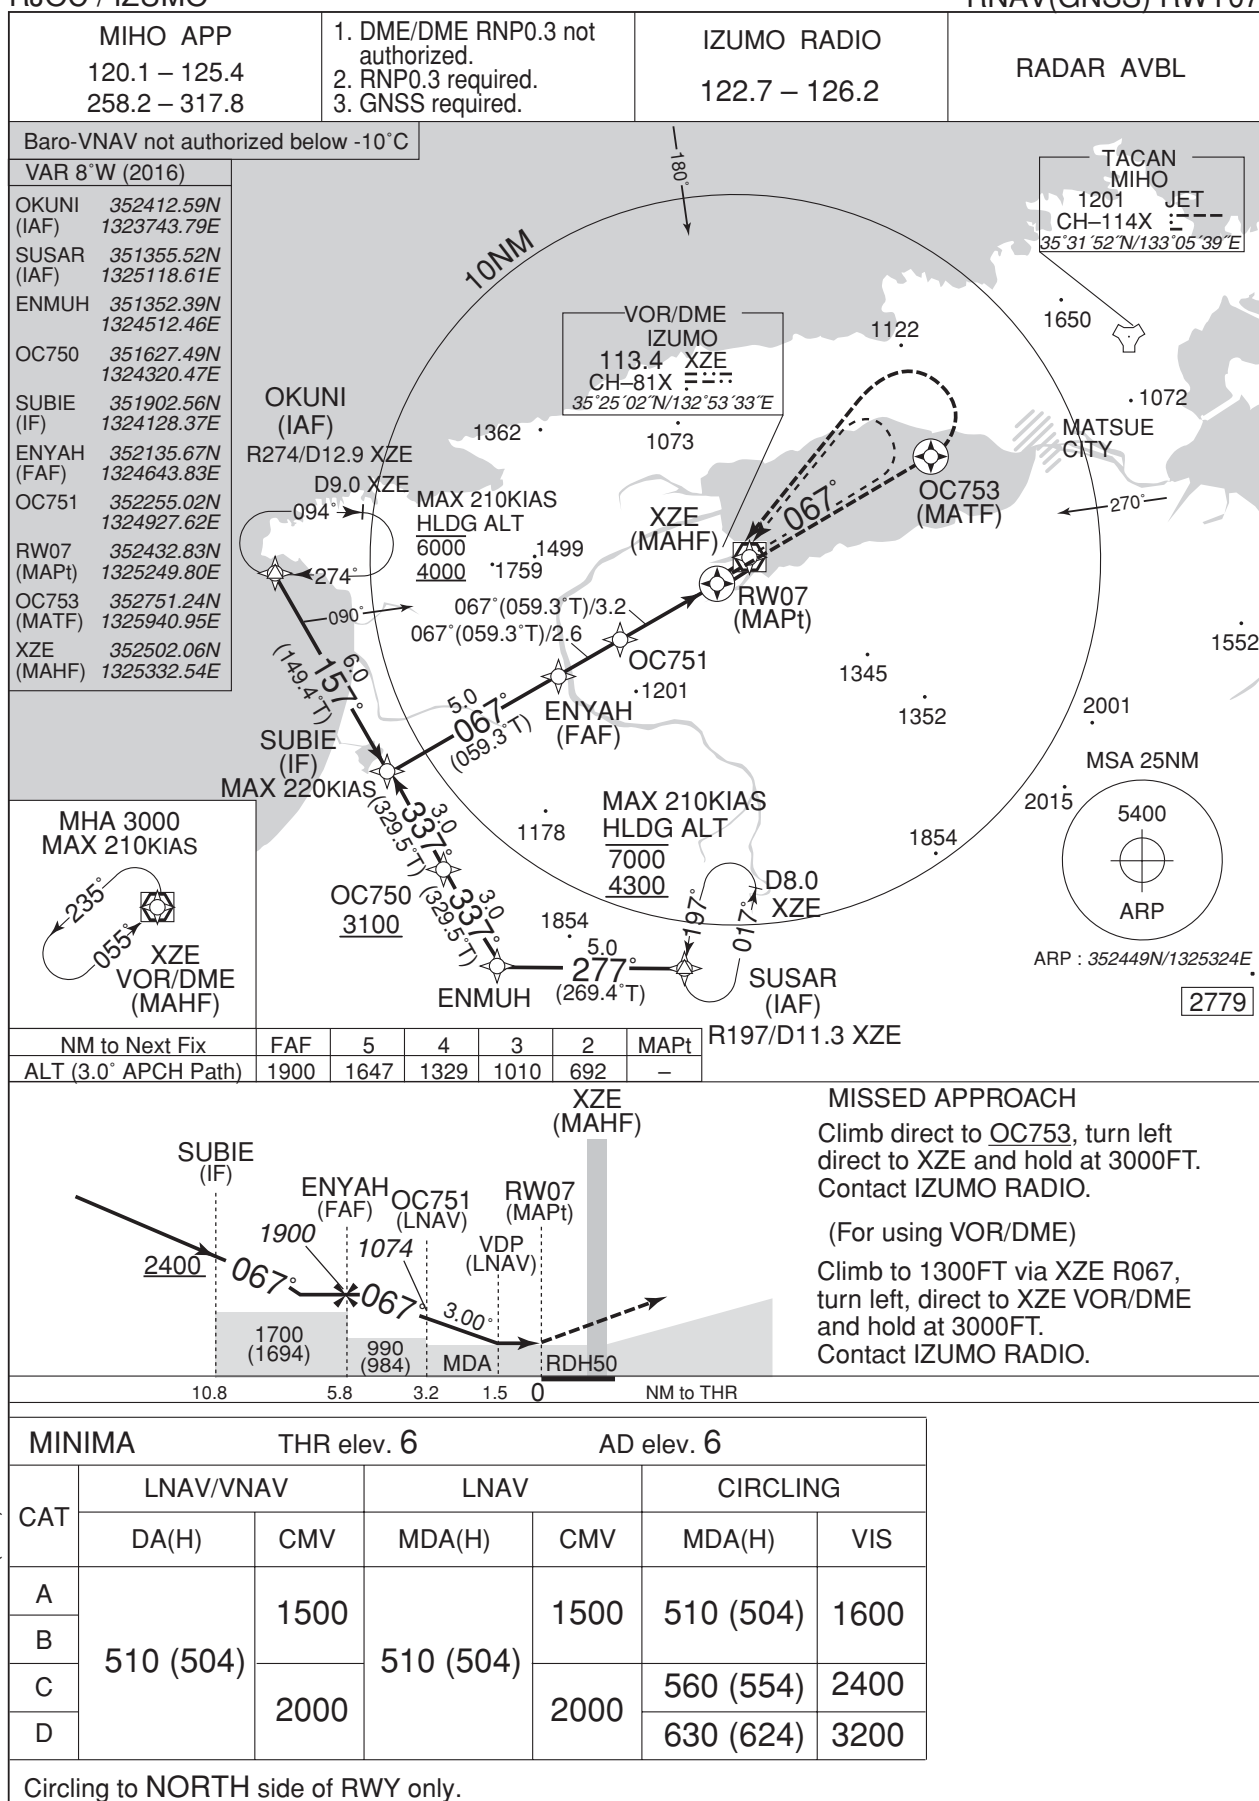 RJOC / IZUMO
RNAV(GNSS) RWY07
MIHO APP
120.1 – 125.4
258.2 – 317.8
1. DME/DME RNP0.3 not
authorized.
2. RNP0.3 required.
3. GNSS required.
IZUMO RADIO
122.7 – 126.2
RADAR AVBL
Baro-VNAV not authorized below -10˚C
VAR 8˚W (2016)
OKUNI 352412.59N
(IAF) 1323743.79E
SUSAR 351355.52N
(IAF) 1325118.61E
ENMUH 351352.39N
1324512.46E
OC750 351627.49N
1324320.47E
SUBIE 351902.56N
(IF) 1324128.37E
ENYAH 352135.67N
(FAF) 1324643.83E
OC751 352255.02N
1324927.62E
RW07 352432.83N
(MAPt) 1325249.80E
OC753 352751.24N
(MATF) 1325940.95E
XZE 352502.06N
(MAHF) 1325332.54E
180˚
10NM
TACAN
MIHO
1201 JET
CH–114X
35˚31´52˝N/133˚05´39˝E
VOR/DME
IZUMO
113.4 XZE
CH–81X
35˚25´02˝N/132˚53´33˝E
1122
1650
1072
MATSUE
CITY
270˚
1362
1073
OKUNI
(IAF)
R274/D12.9 XZE
D9.0 XZE
094˚
274˚
090˚
MAX 210KIAS
HLDG ALT
6000
4000
1499
1759
XZE
(MAHF)
067˚
OC753
(MATF)
RW07
(MAPt)
067˚(059.3˚T)/3.2
067˚(059.3˚T)/2.6
OC751
1201
ENYAH
(FAF)
5.0
067˚
(059.3˚T)
6.0
157˚
(149.4˚T)
SUBIE
(IF)
MAX 220KIAS
1345
1352
1552
2001
2015
MSA 25NM
5400
ARP
ARP : 352449N/1325324E
2779
3.0
337˚
(329.5˚T)
1178
MAX 210KIAS
HLDG ALT
7000
4300
1854
OC750
3100
3.0
337˚
(329.5˚T)
1854
5.0
277˚
(269.4˚T)
ENMUH
197˚
017˚
D8.0
XZE
SUSAR
(IAF)
R197/D11.3 XZE
MHA 3000
MAX 210KIAS
235˚
055˚
XZE
VOR/DME
(MAHF)
NM to Next Fix FAF 5 4 3 2 MAPt
ALT (3.0˚ APCH Path) 1900 1647 1329 1010 692 –
XZE
(MAHF)
SUBIE
(IF)
ENYAH
(FAF)
OC751
(LNAV)
RW07
(MAPt)
VDP
(LNAV)
1900
1074
2400
067˚
067˚
3.00˚
1700
(1694)
990
(984)
MDA
RDH50
10.8 5.8 3.2 1.5 0 NM to THR
MISSED APPROACH
Climb direct to OC753, turn left
direct to XZE and hold at 3000FT.
Contact IZUMO RADIO.
(For using VOR/DME)
Climb to 1300FT via XZE R067,
turn left, direct to XZE VOR/DME
and hold at 3000FT.
Contact IZUMO RADIO.
MINIMA THR elev. 6 AD elev. 6
CAT LNAV/VNAV LNAV CIRCLING
DA(H) CMV MDA(H) CMV MDA(H) VIS
A
B
C
D
510 (504)
1500
2000
510 (504)
1500
2000
510 (504) 1600
560 (554) 2400
630 (624) 3200
Circling to NORTH side of RWY only.